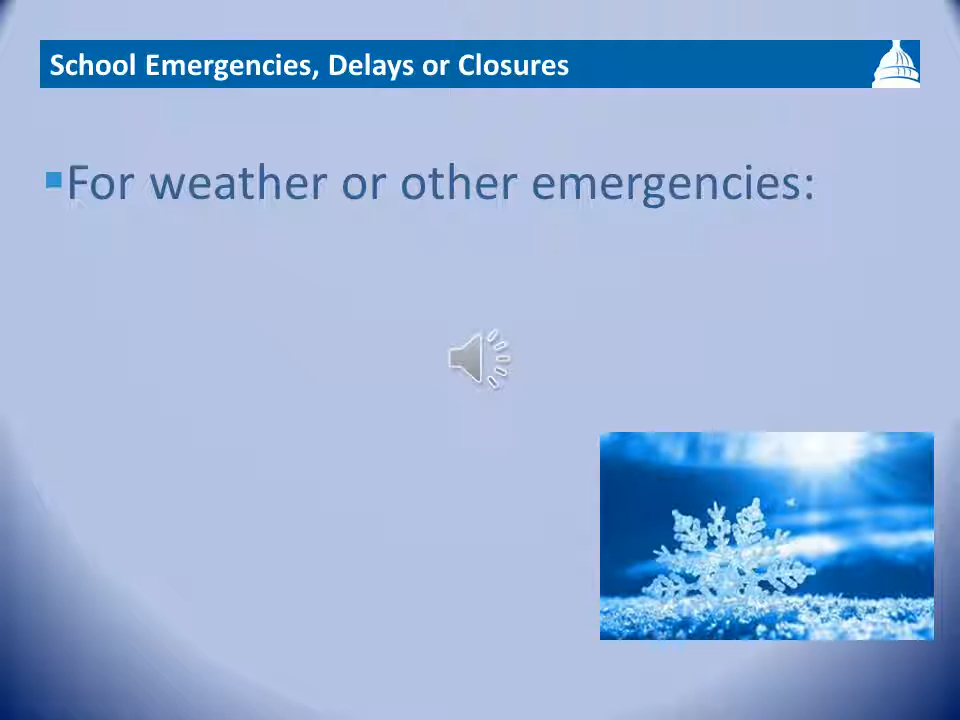 School Emergencies, Delays or Closures
▪For weather or other emergencies: